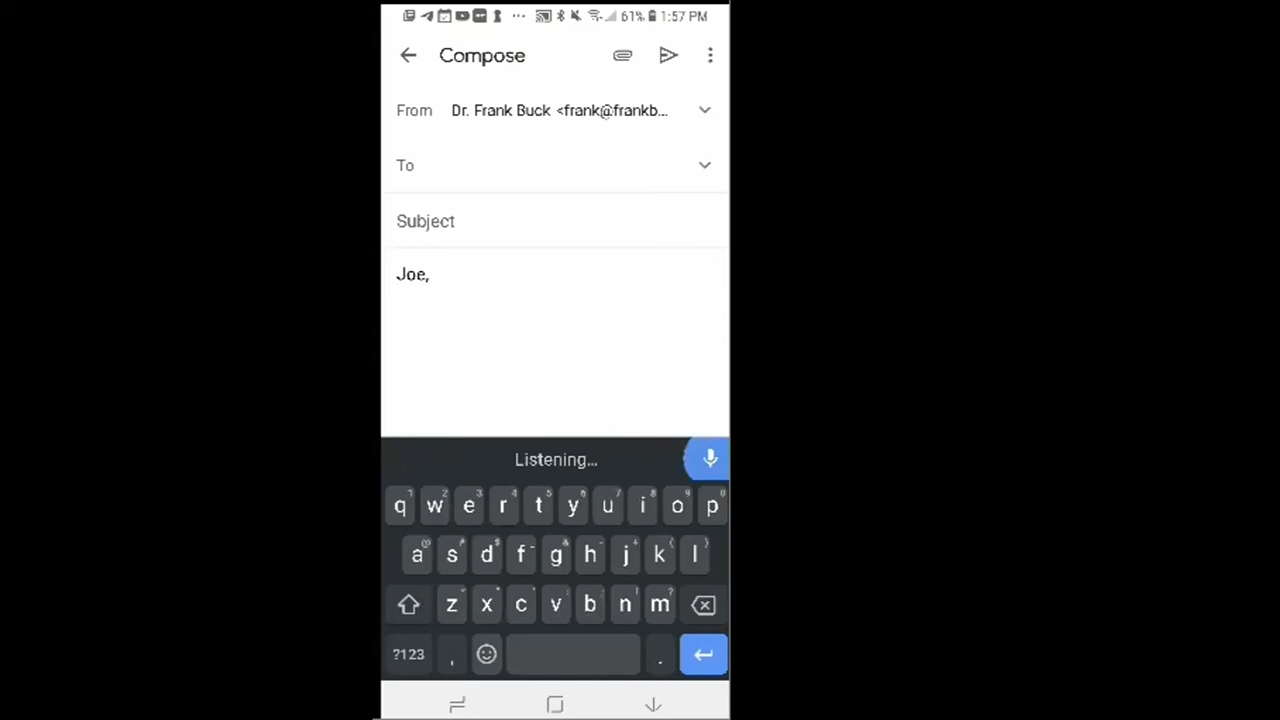 61% 1:57 PM
Compose
From Dr. Frank Buck <frank@frankb...
To
Subject
Joe,
Listening...
q w e r t y u i o p
a s d f g h j k l
z x c v b n m
?123 , .